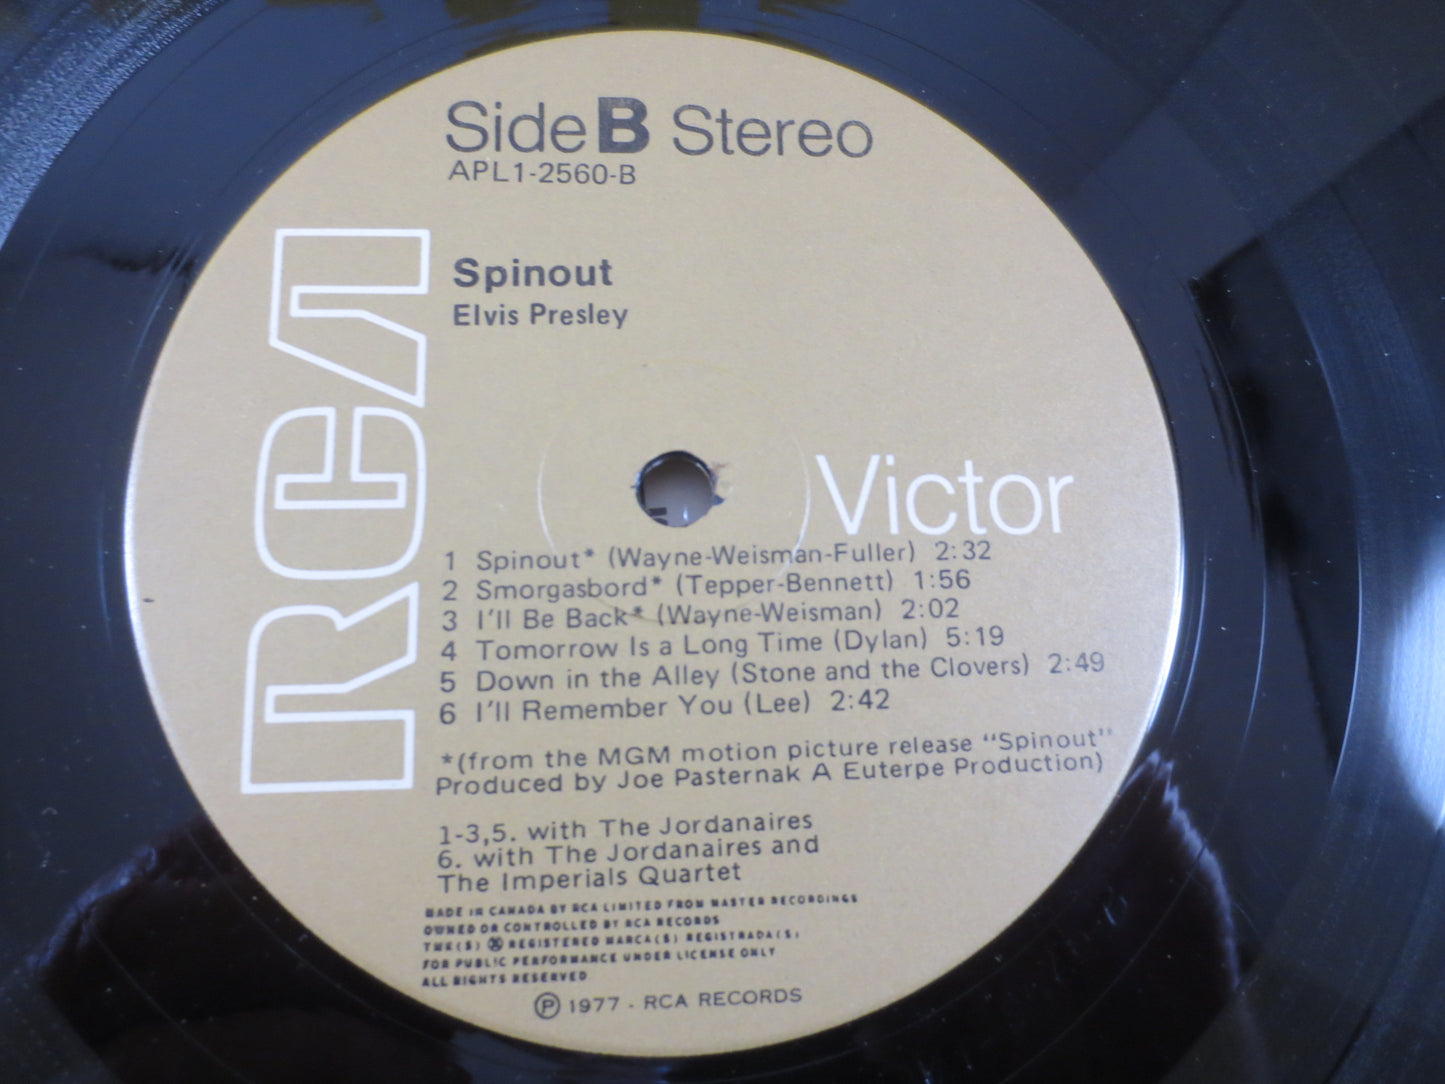 Side B Stereo
APL1-2560-B
RCA
Spinout
Elvis Presley
Victor
1 Spinout* (Wayne-Weisman-Fuller) 2:32
2 Smorgasbord* (Tepper-Bennett) 1:56
3 I'll Be Back* (Wayne-Weisman) 2:02
4 Tomorrow Is a Long Time (Dylan) 5:19
5 Down in the Alley (Stone and the Clovers) 2:49
6 I'll Remember You (Lee) 2:42
*(from the MGM motion picture release "Spinout"
Produced by Joe Pasternak A Euterpe Production)
1-3,5. with The Jordanaires
6. with The Jordanaires and
The Imperials Quartet
MADE IN CANADA BY RCA LIMITED FROM MASTER RECORDINGS
OWNED OR CONTROLLED BY RCA RECORDS
TMK(S) ® REGISTERED MARCA(S) REGISTRADA(S)
FOR PUBLIC PERFORMANCE UNDER LICENSE ONLY
ALL RIGHTS RESERVED
℗ 1977 - RCA RECORDS